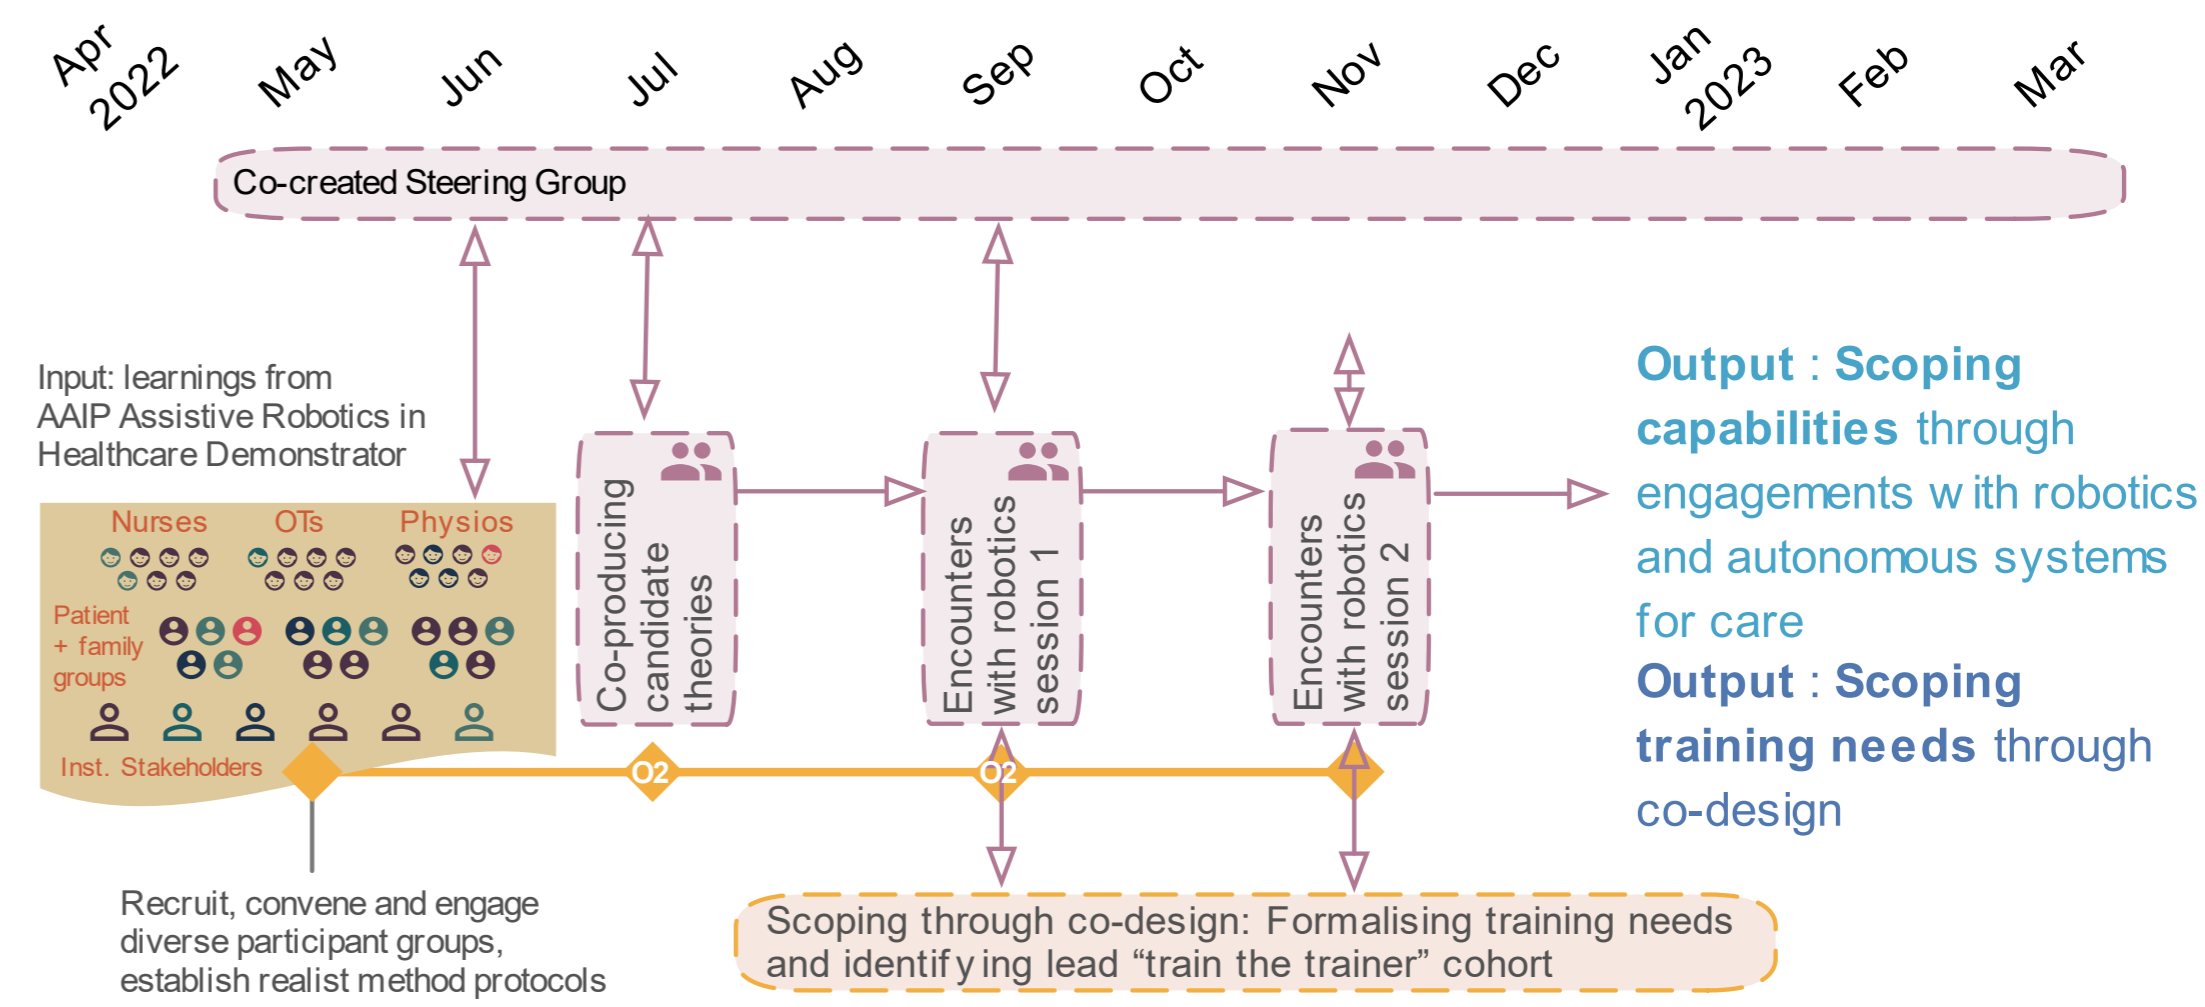 Apr
2022
May
Jun
Jul
Aug
Sep
Oct
Nov
Dec
Jan
2023
Feb
Mar
Co-created Steering Group
Input: learnings from
AAIP Assistive Robotics in
Healthcare Demonstrator
Nurses
OTs
Physios
Patient
+ family
groups
Inst. Stakeholders
Co-producing
candidate
theories
Encounters
with robotics
session 1
Encounters
with robotics
session 2
O2
O2
Output : Scoping
capabilities through
engagements with robotics
and autonomous systems
for care
Output : Scoping
training needs through
co-design
Recruit, convene and engage
diverse participant groups,
establish realist method protocols
Scoping through co-design: Formalising training needs
and identifying lead “train the trainer” cohort